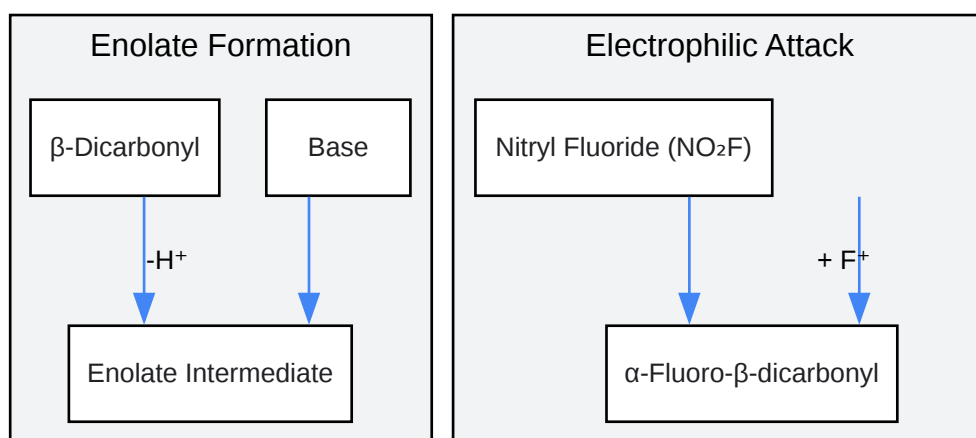 Enolate Formation
β-Dicarbonyl
Base
-H⁺
Enolate Intermediate
Electrophilic Attack
Nitryl Fluoride (NO₂F)
+ F⁺
α-Fluoro-β-dicarbonyl